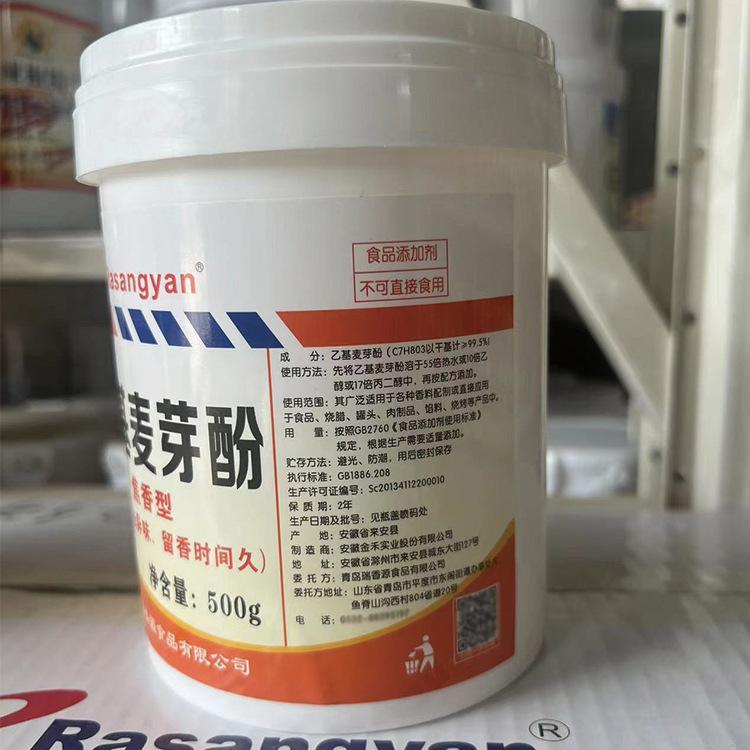 食品添加剂
不可直接食用
asangyan®
成 分：乙基麦芽酚（C7H803以干基计≥99.5%）
使用方法：先将乙基麦芽酚溶于55倍热水或10倍乙
醇或17倍丙二醇中，再按配方添加。
使用范围：其广泛适用于各种香料配制或直接应用
于食品、烧腊、罐头、肉制品、馅料、烧烤等产品中。
用 量：按照GB2760《食品添加剂使用标准》
规定，根据生产需要适量添加。
贮存方法：避光、防潮，用后密封保存
执行标准：GB1886.208
生产许可证编号：Sc20134112200010
保 质 期：2年
生产日期及批号：见瓶盖喷码处
产 地：安徽省来安县
制 造 商：安徽金禾实业股份有限公司
地 址：安徽省滁州市来安县城东大街127号
委 托 方：青岛瑞香源食品有限公司
委托方地址：山东省青岛市平度市东阁街道办事处
鱼脊山沟西村804省道20号
电 话：
麦芽酚
焦香型
味、留香时间久）
净含量：500g
食品有限公司
Rasangyan®